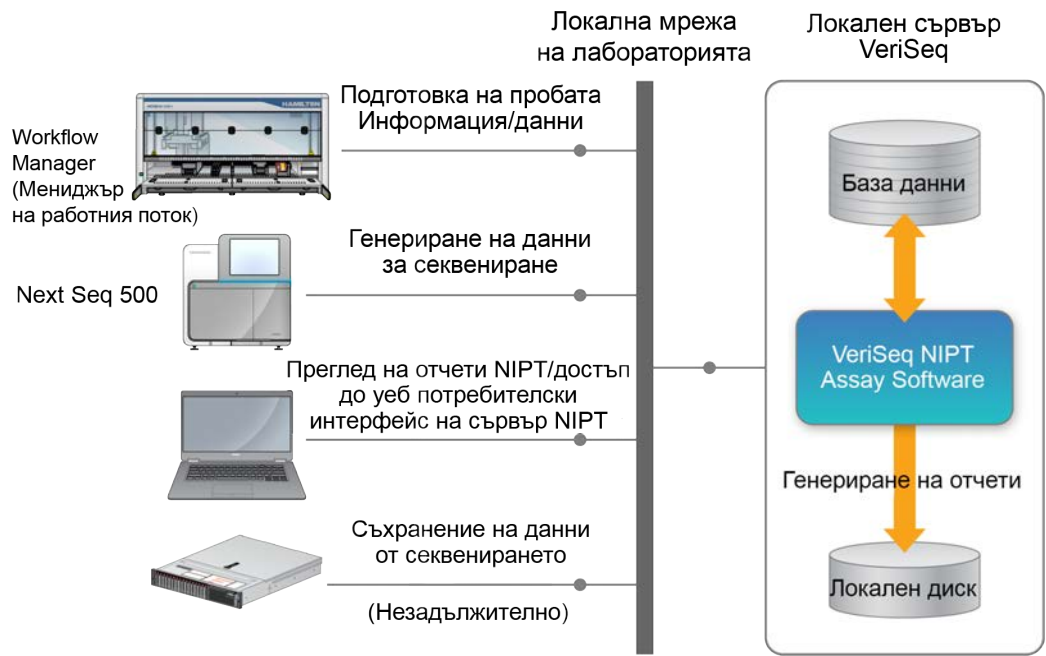 Локална мрежа
на лабораторията
Локален сървър
VeriSeq
HAMILTON
Подготовка на пробата
Информация/данни
Workflow
Manager
(Мениджър
на работния поток)
База данни
Генериране на данни
за секвениране
Next Seq 500
VeriSeq NIPT
Assay Software
Преглед на отчети NIPT/достъп
до уеб потребителски
интерфейс на сървър NIPT
Генериране на отчети
Съхранение на данни
от секвенирането
(Незадължително)
Локален диск